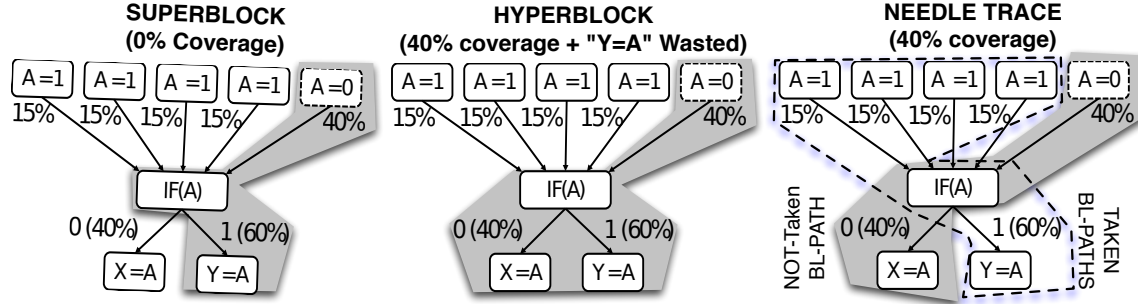 SUPERBLOCK
(0% Coverage)
A=1 A=1 A=1 A=1 A=0
15% 15% 15% 15% 40%
IF(A)
0 (40%) 1 (60%)
X=A Y=A
HYPERBLOCK
(40% coverage + "Y=A" Wasted)
A=1 A=1 A=1 A=1 A=0
15% 15% 15% 15% 40%
IF(A)
0 (40%) 1 (60%)
X=A Y=A
NEEDLE TRACE
(40% coverage)
A=1 A=1 A=1 A=1 A=0
15% 15% 15% 15% 40%
IF(A)
0 (40%) 1 (60%)
X=A Y=A
NOT-Taken
BL-PATH
TAKEN
BL-PATHS